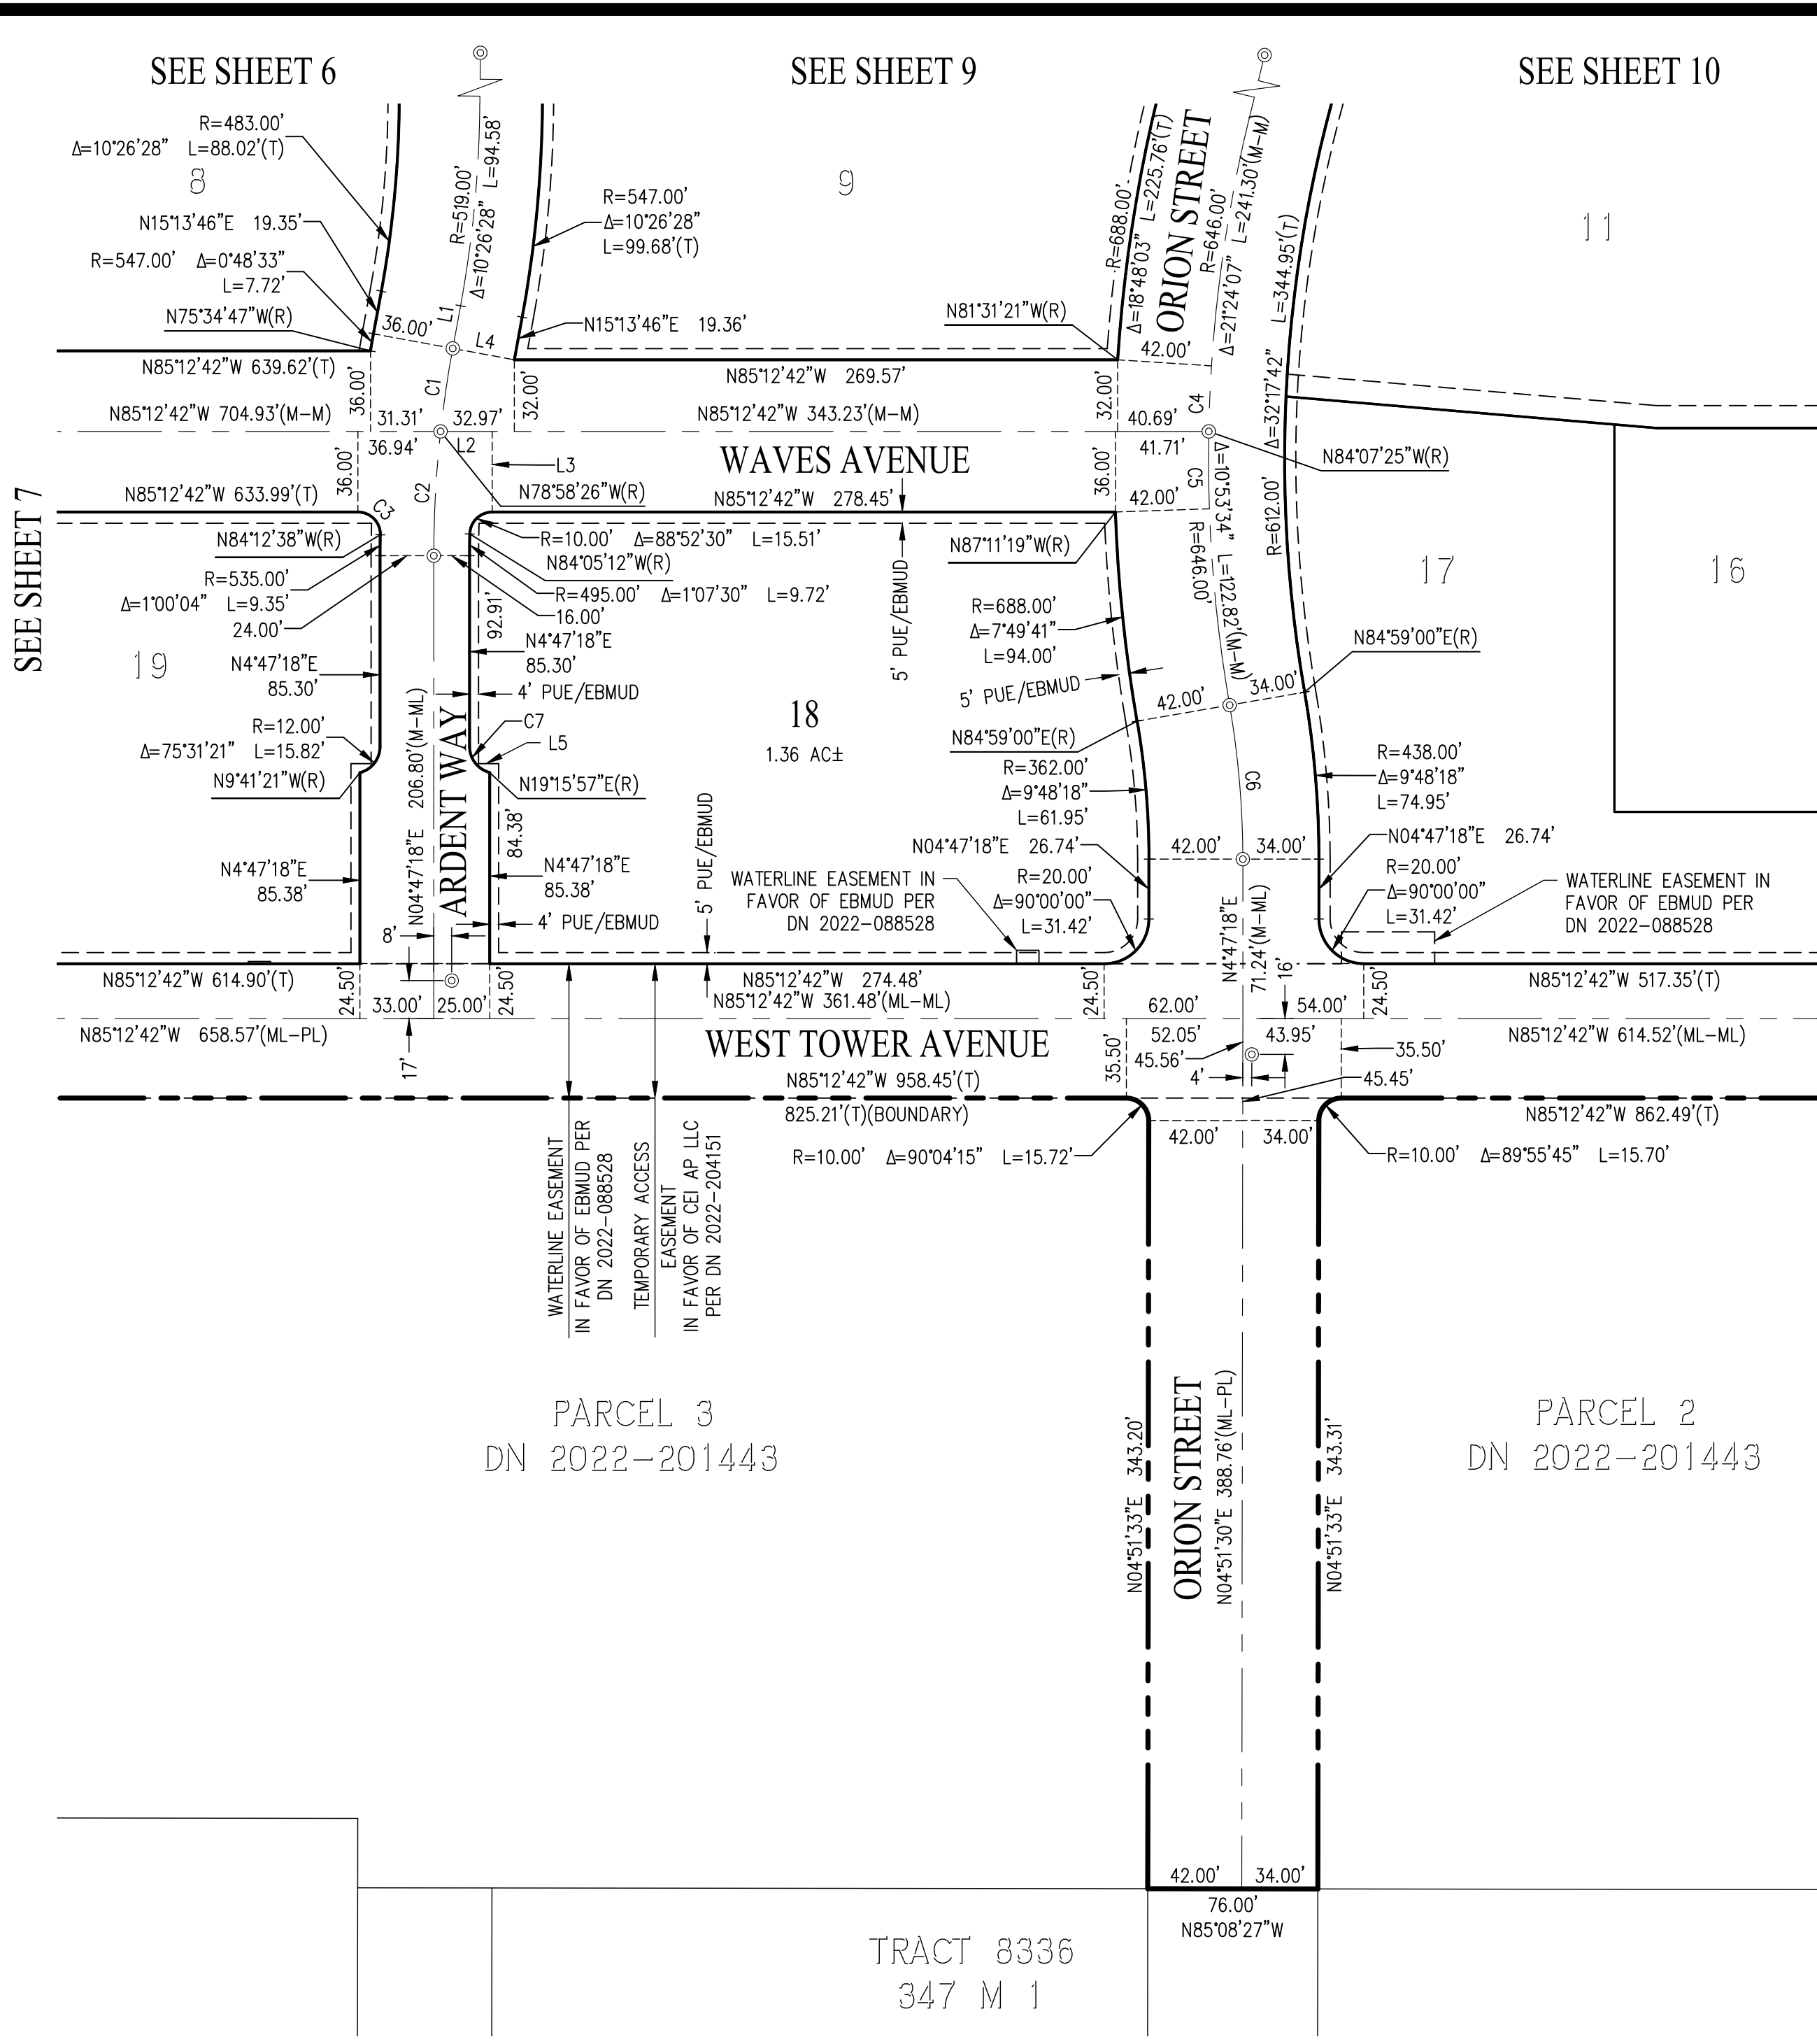 SEE SHEET 6
SEE SHEET 9
SEE SHEET 10
R=483.00'
Δ=10°26'28" L=88.02'(T)
8
N15°13'46"E 19.35'
R=547.00' Δ=0°48'33"
L=7.72'
N75°34'47"W(R)
R=519.00'
Δ=10°26'28" L=94.58'
L1
36.00'
L4
R=547.00'
Δ=10°26'28"
L=99.68'(T)
N15°13'46"E 19.36'
9
N81°31'21"W(R)
R=688.00'
Δ=18°48'03" L=225.76'(T)
ORION STREET
R=646.00'
Δ=21°24'07" L=241.30'(M-M)
L=344.95'(T)
Δ=32°17'42"
R=612.00'
11
42.00'
N85°12'42"W 639.62'(T)
36.00'
C1
32.00'
N85°12'42"W 269.57'
32.00'
C4
N85°12'42"W 704.93'(M-M)
31.31'
32.97'
N85°12'42"W 343.23'(M-M)
40.69'
36.94'
L2
WAVES AVENUE
41.71'
N84°07'25"W(R)
36.00'
C2
L3
36.00'
C5
Δ=10°53'34" L=122.82'(M-M)
R=646.00'
SEE SHEET 7
N85°12'42"W 633.99'(T)
N78°58'26"W(R)
N85°12'42"W 278.45'
42.00'
C3
N84°12'38"W(R)
R=10.00' Δ=88°52'30" L=15.51'
N87°11'19"W(R)
N84°05'12"W(R)
R=535.00'
Δ=1°00'04" L=9.35'
24.00'
R=495.00' Δ=1°07'30" L=9.72'
16.00'
92.91'
5' PUE/EBMUD
R=688.00'
Δ=7°49'41"
L=94.00'
17
16
19
N4°47'18"E
85.30'
N4°47'18"E
85.30'
N84°59'00"E(R)
4' PUE/EBMUD
5' PUE/EBMUD
42.00'
34.00'
R=12.00'
Δ=75°31'21" L=15.82'
N9°41'21"W(R)
N04°47'18"E 206.80'(M-ML)
ARDENT WAY
C7
L5
N19°15'57"E(R)
18
1.36 AC±
N84°59'00"E(R)
R=362.00'
Δ=9°48'18"
L=61.95'
C6
R=438.00'
Δ=9°48'18"
L=74.95'
84.38'
5' PUE/EBMUD
N04°47'18"E 26.74'
42.00'
34.00'
N04°47'18"E 26.74'
N4°47'18"E
85.38'
N4°47'18"E
85.38'
WATERLINE EASEMENT IN
FAVOR OF EBMUD PER
DN 2022-088528
R=20.00'
Δ=90°00'00"
L=31.42'
R=20.00'
Δ=90°00'00"
L=31.42'
WATERLINE EASEMENT IN
FAVOR OF EBMUD PER
DN 2022-088528
4' PUE/EBMUD
8'
N4°47'18"E
71.24'(M-ML)
16'
N85°12'42"W 614.90'(T)
24.50'
33.00'
25.00'
24.50'
N85°12'42"W 274.48'
N85°12'42"W 361.48'(ML-ML)
24.50'
62.00'
54.00'
24.50'
N85°12'42"W 517.35'(T)
N85°12'42"W 658.57'(ML-PL)
17'
WEST TOWER AVENUE
35.50'
52.05'
45.56'
43.95'
4'
35.50'
45.45'
N85°12'42"W 614.52'(ML-ML)
N85°12'42"W 958.45'(T)
825.21'(T)(BOUNDARY)
N85°12'42"W 862.49'(T)
42.00'
34.00'
R=10.00' Δ=90°04'15" L=15.72'
R=10.00' Δ=89°55'45" L=15.70'
WATERLINE EASEMENT
IN FAVOR OF EBMUD PER
DN 2022-088528
TEMPORARY ACCESS
EASEMENT
IN FAVOR OF CEI AP LLC
PER DN 2022-204151
PARCEL 3
DN 2022-201443
N04°51'33"E 343.20'
ORION STREET
N04°51'30"E 388.76'(ML-PL)
N04°51'33"E 343.31'
PARCEL 2
DN 2022-201443
42.00'
34.00'
76.00'
N85°08'27"W
TRACT 8336
347 M 1